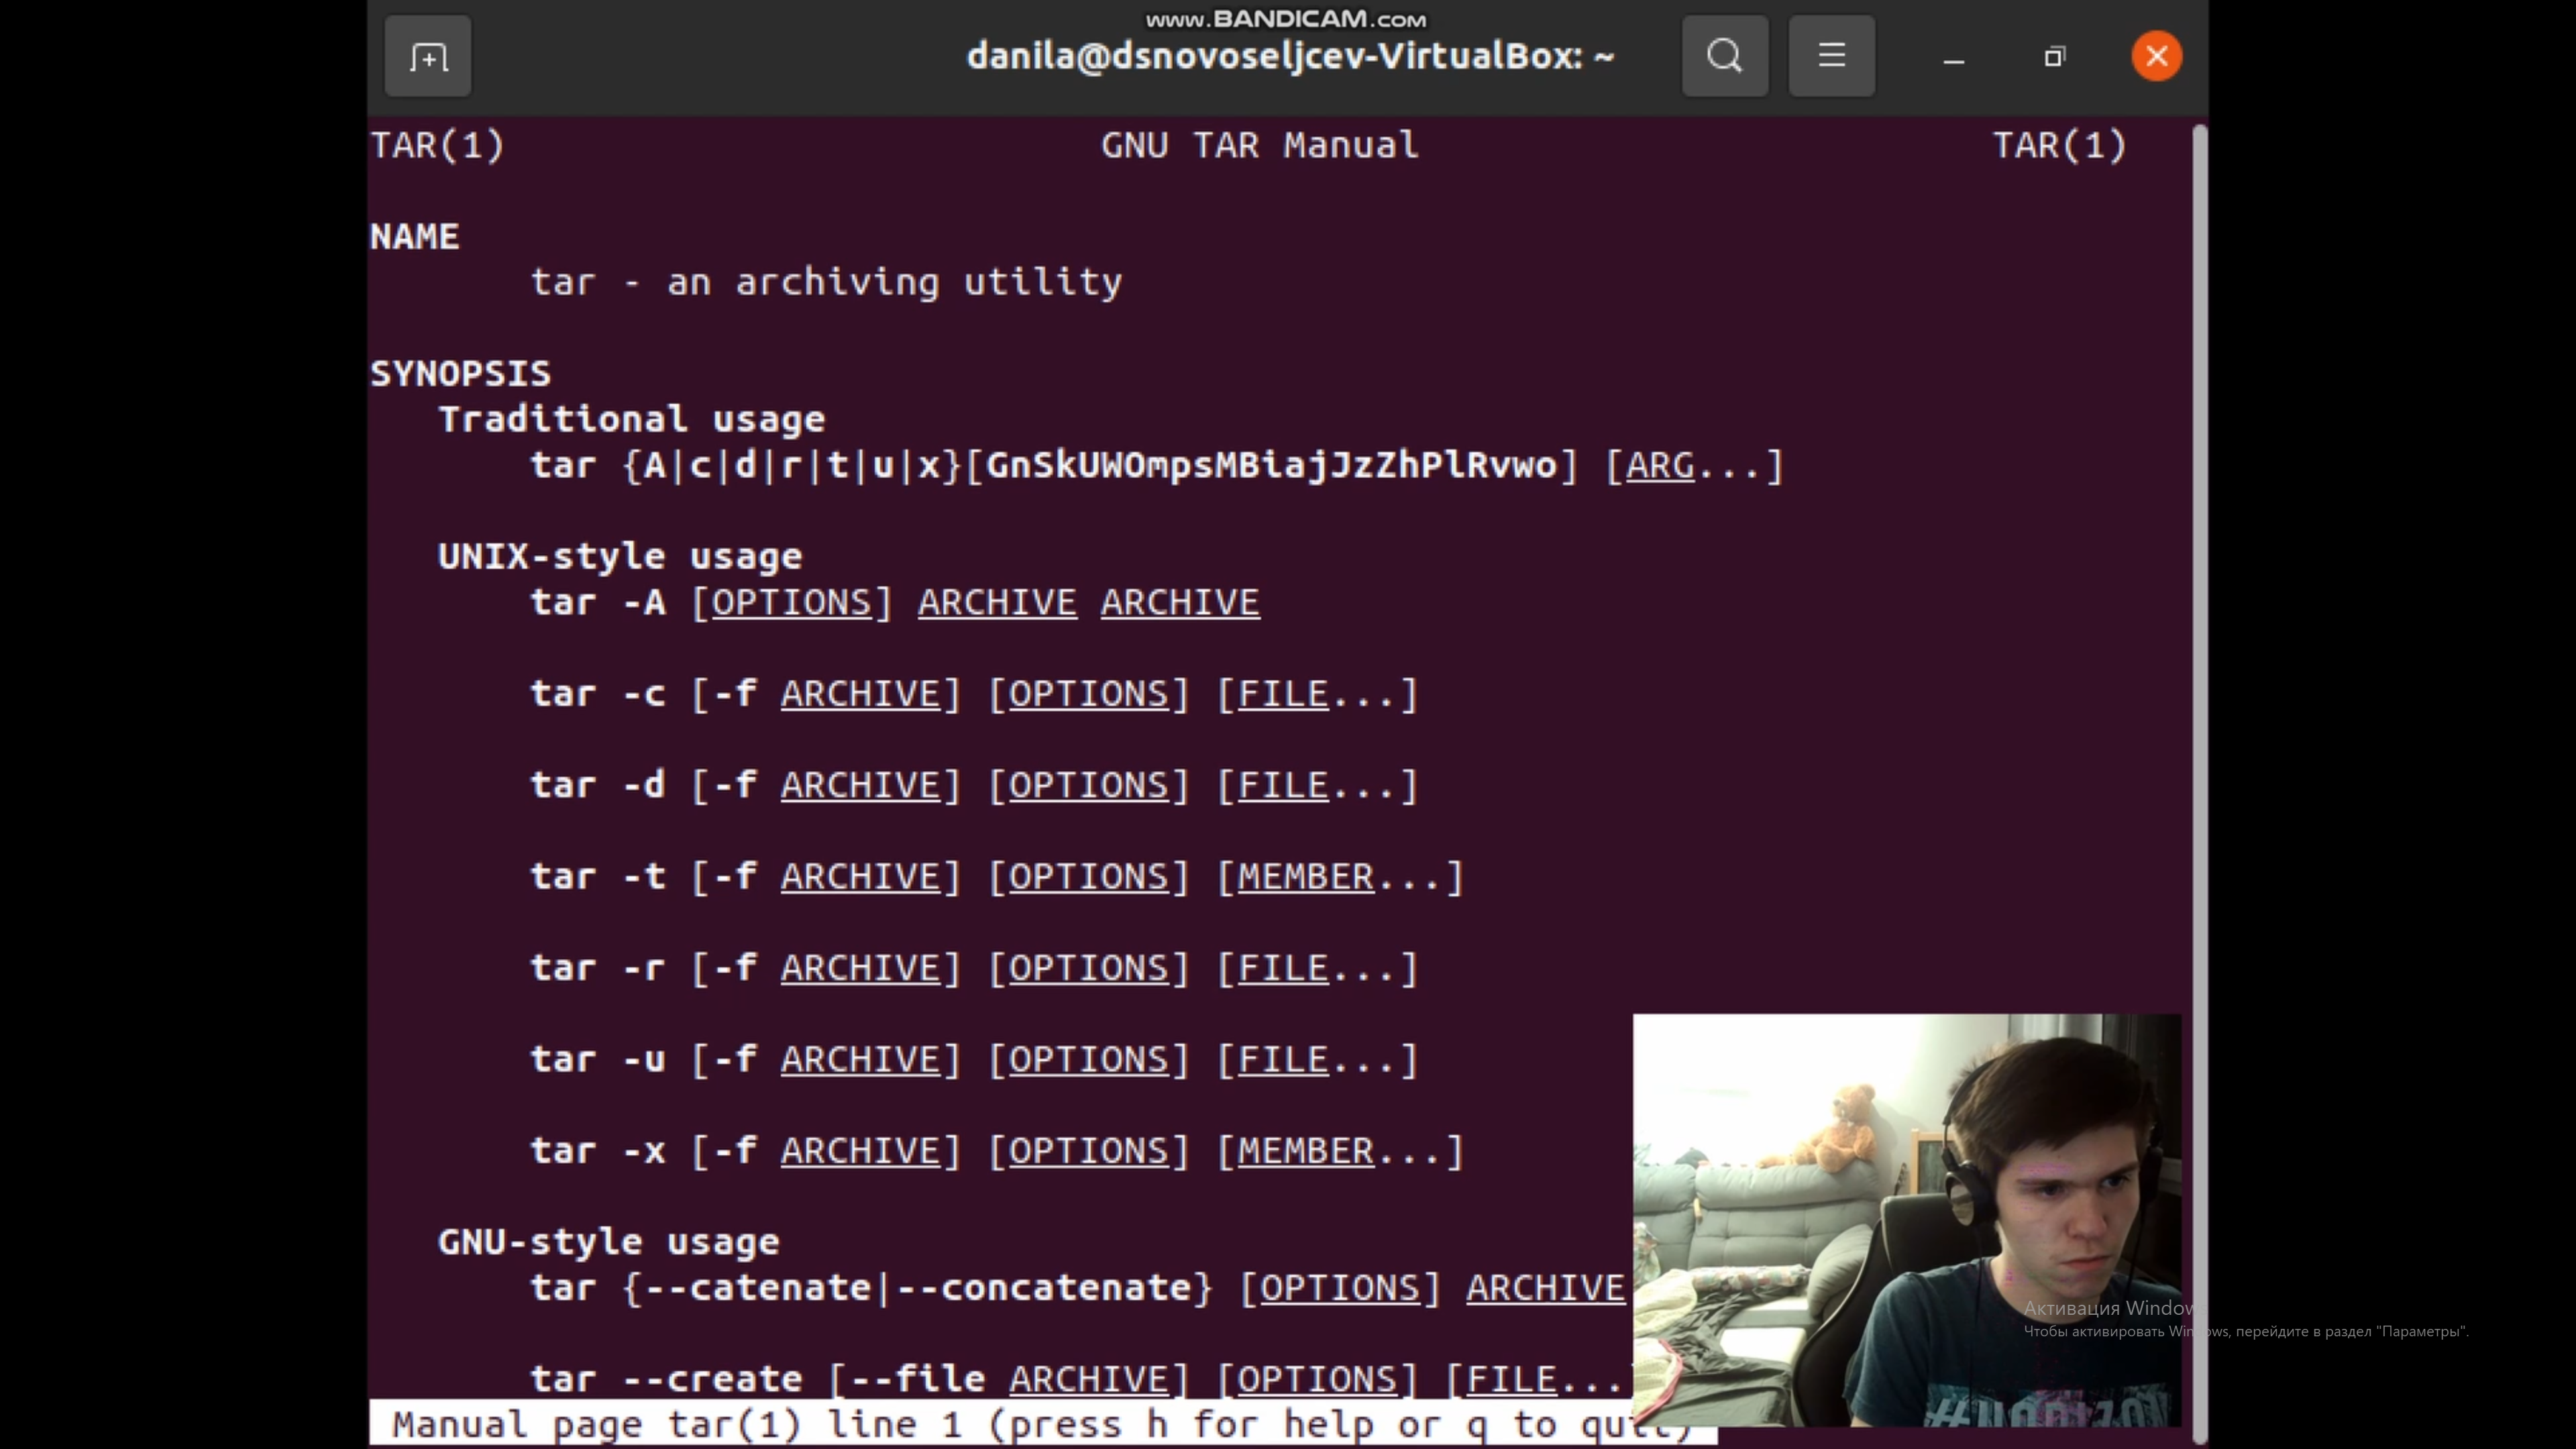 www.BANDICAM.com
danila@dsnovoseljcev-VirtualBox: ~
TAR(1) GNU TAR Manual TAR(1)
NAME
tar - an archiving utility
SYNOPSIS
Traditional usage
tar {A|c|d|r|t|u|x}[GnSkUWOmpsMBiajJzZhPlRvwo] [ARG...]
UNIX-style usage
tar -A [OPTIONS] ARCHIVE ARCHIVE
tar -c [-f ARCHIVE] [OPTIONS] [FILE...]
tar -d [-f ARCHIVE] [OPTIONS] [FILE...]
tar -t [-f ARCHIVE] [OPTIONS] [MEMBER...]
tar -r [-f ARCHIVE] [OPTIONS] [FILE...]
tar -u [-f ARCHIVE] [OPTIONS] [FILE...]
tar -x [-f ARCHIVE] [OPTIONS] [MEMBER...]
GNU-style usage
tar {--catenate|--concatenate} [OPTIONS] ARCHIVE
tar --create [--file ARCHIVE] [OPTIONS] [FILE...
Manual page tar(1) line 1 (press h for help or q to quit)
Активация Window
Чтобы активировать Windows, перейдите в раздел "Параметры".